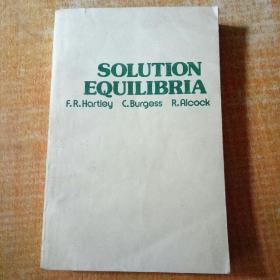 SOLUTION
EQUILIBRIA
F.R.Hartley C.Burgess R.Alcock